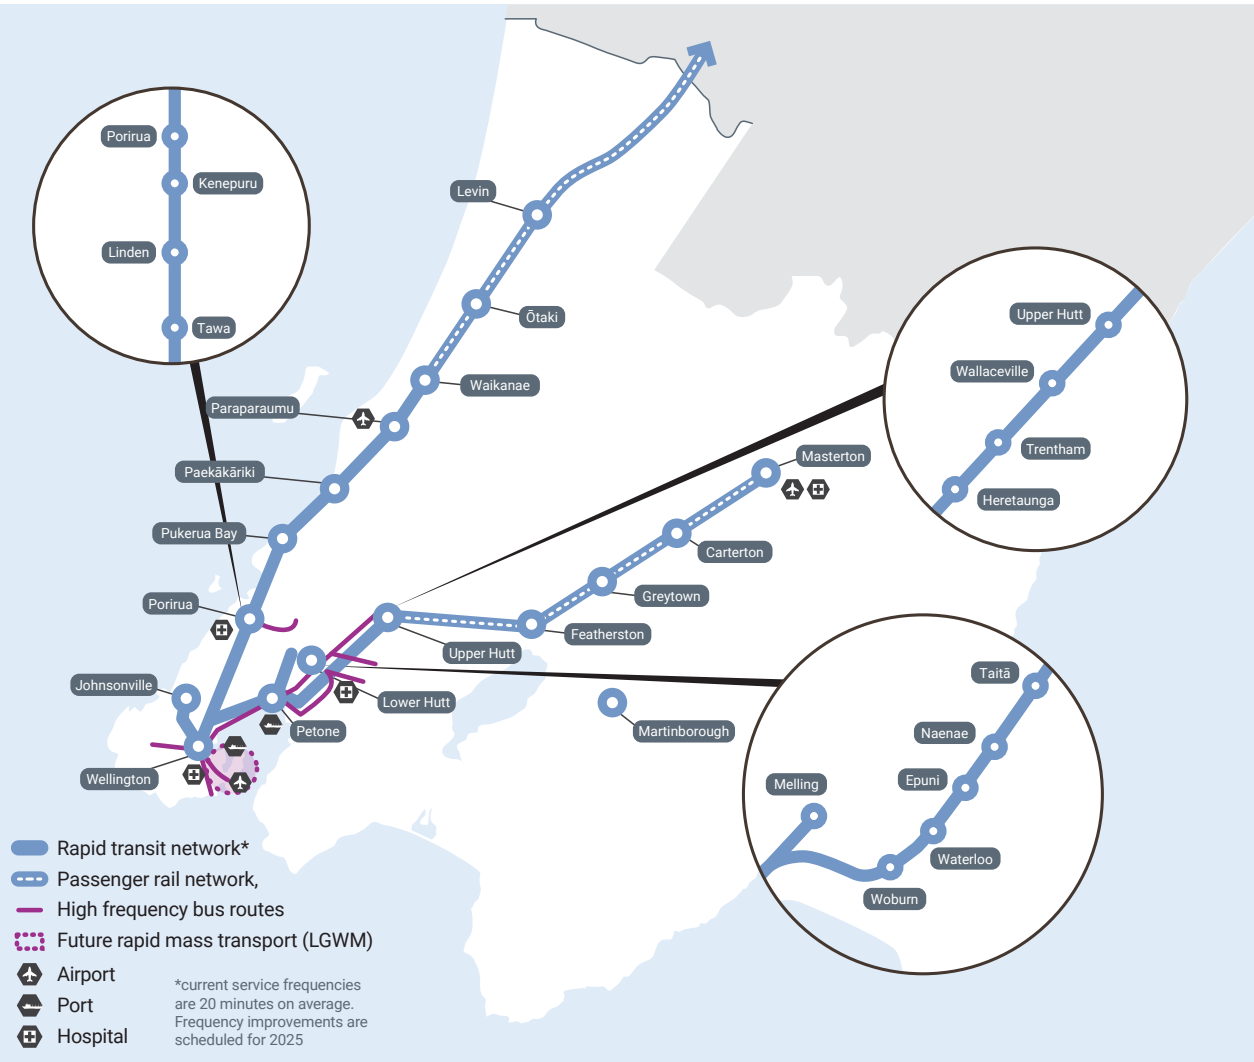 Porirua
Kenepuru
Linden
Tawa
Levin
Ōtaki
Waikanae
Paraparaumu
Paekākāriki
Pukerua Bay
Porirua
Johnsonville
Wellington
Petone
Lower Hutt
Upper Hutt
Featherston
Greytown
Carterton
Masterton
Martinborough
Upper Hutt
Wallaceville
Trentham
Heretaunga
Taitā
Naenae
Epuni
Melling
Waterloo
Woburn
Rapid transit network*
Passenger rail network,
High frequency bus routes
Future rapid mass transport (LGWM)
Airport
Port
Hospital
*current service frequencies
are 20 minutes on average.
Frequency improvements are
scheduled for 2025